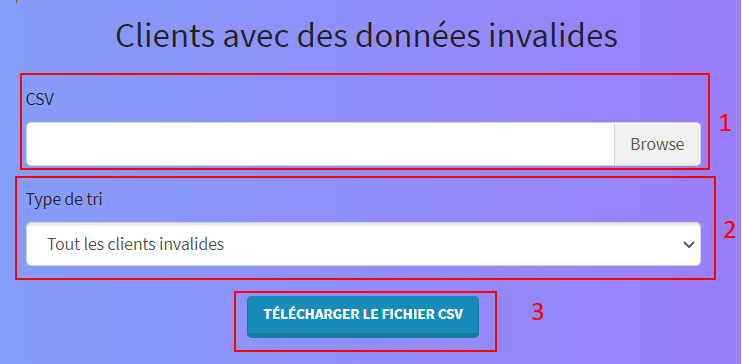 Clients avec des données invalides
CSV
1
Browse
Type de tri
2
Tout les clients invalides
TÉLÉCHARGER LE FICHIER CSV
3